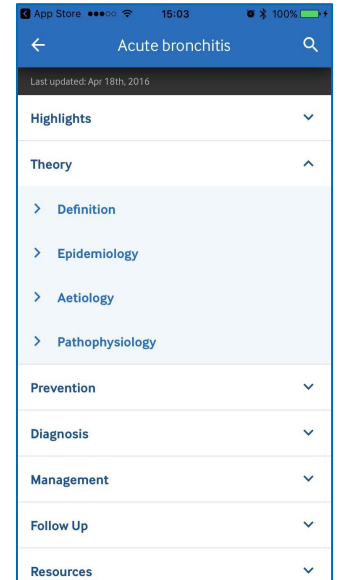 App Store 15:03 100%
Acute bronchitis
Last updated: Apr 18th, 2016
Highlights
Theory
Definition
Epidemiology
Aetiology
Pathophysiology
Prevention
Diagnosis
Management
Follow Up
Resources